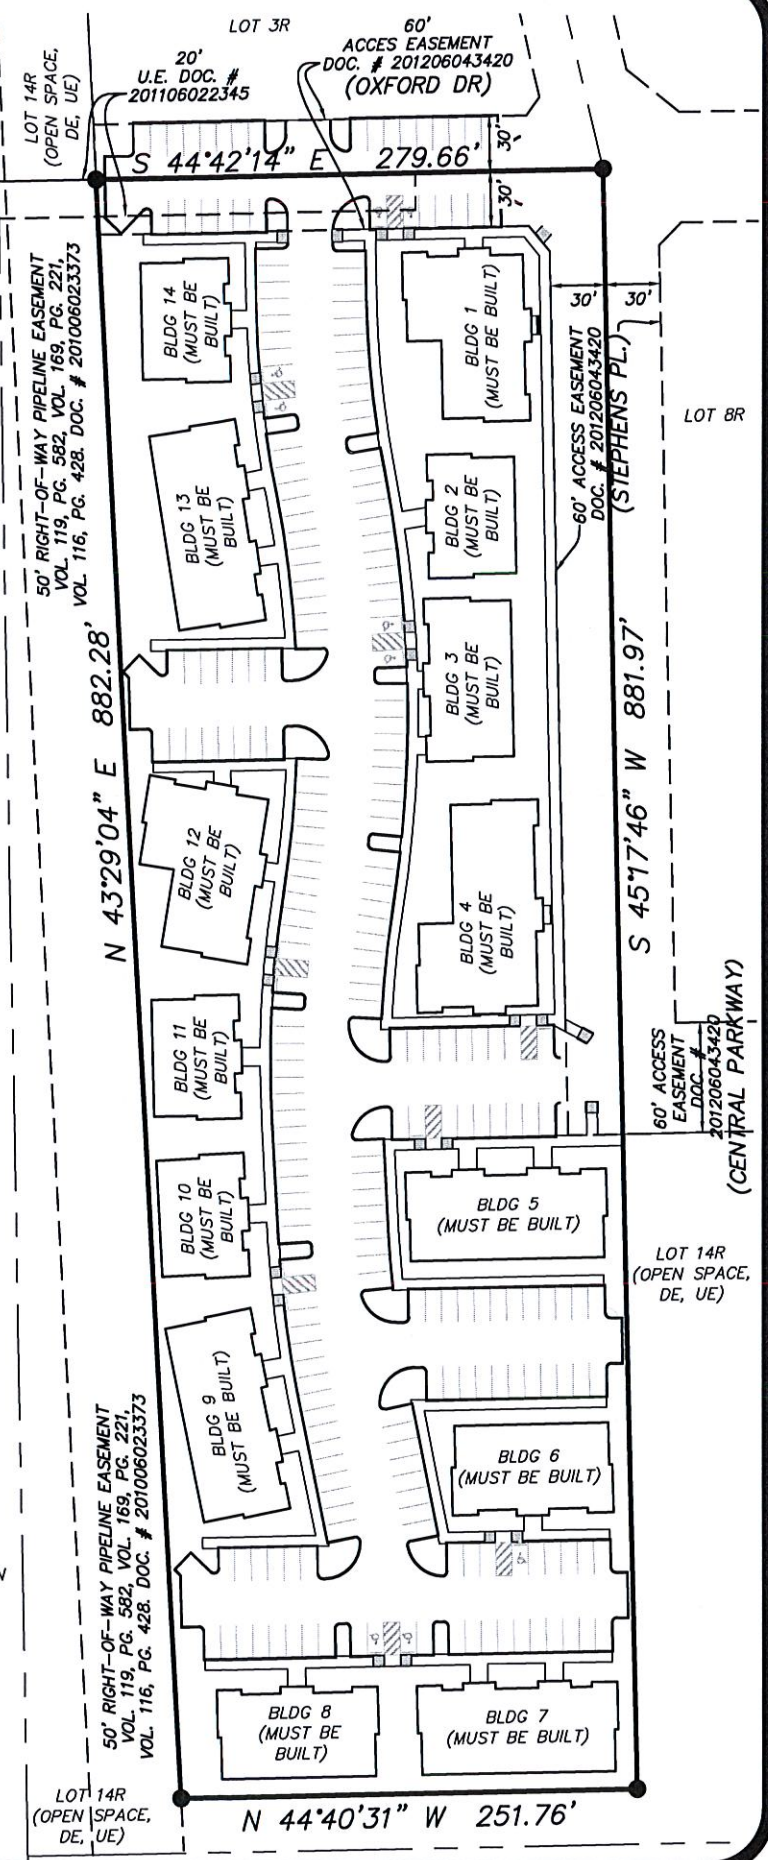 LOT 3R
60'
ACCES EASEMENT
DOC. # 201206043420
(OXFORD DR)
20'
U.E. DOC. #
201106022345
LOT 14R
(OPEN SPACE,
DE, UE)
S 44°42'14" E 279.66'
30'
30'
30'
30'
60' ACCESS EASEMENT
DOC. # 201206043420
(STEPHENS PL.)
LOT 8R
50' RIGHT-OF-WAY PIPELINE EASEMENT
VOL. 119, PG. 582, VOL. 169, PG. 221,
VOL 116, PG. 428. DOC. # 201006023373
BLDG 14
(MUST BE
BUILT)
BLDG 1
(MUST BE BUILT)
BLDG 13
(MUST BE
BUILT)
BLDG 2
(MUST BE
BUILT)
BLDG 3
(MUST BE
BUILT)
N 43°29'04" E 882.28'
S 45°17'46" W 881.97'
BLDG 12
(MUST BE
BUILT)
BLDG 4
(MUST BE
BUILT)
BLDG 11
(MUST BE
BUILT)
60' ACCESS
EASEMENT
DOC. #
201206043420
(CENTRAL PARKWAY)
BLDG 10
(MUST BE
BUILT)
BLDG 5
(MUST BE BUILT)
LOT 14R
(OPEN SPACE,
DE, UE)
BLDG 9
(MUST BE BUILT)
BLDG 6
(MUST BE BUILT)
50' RIGHT-OF-WAY PIPELINE EASEMENT
VOL. 119, PG. 582, VOL. 169, PG. 221,
VOL. 116, PG. 428. DOC. # 201006023373
BLDG 8
(MUST BE
BUILT)
BLDG 7
(MUST BE BUILT)
LOT 14R
(OPEN SPACE,
DE, UE)
N 44°40'31" W 251.76'